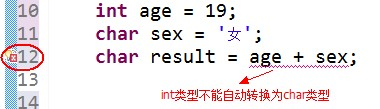 10 int age = 19;
11 char sex = '女';
12 char result = age + sex;
13
14
int类型不能自动转换为char类型